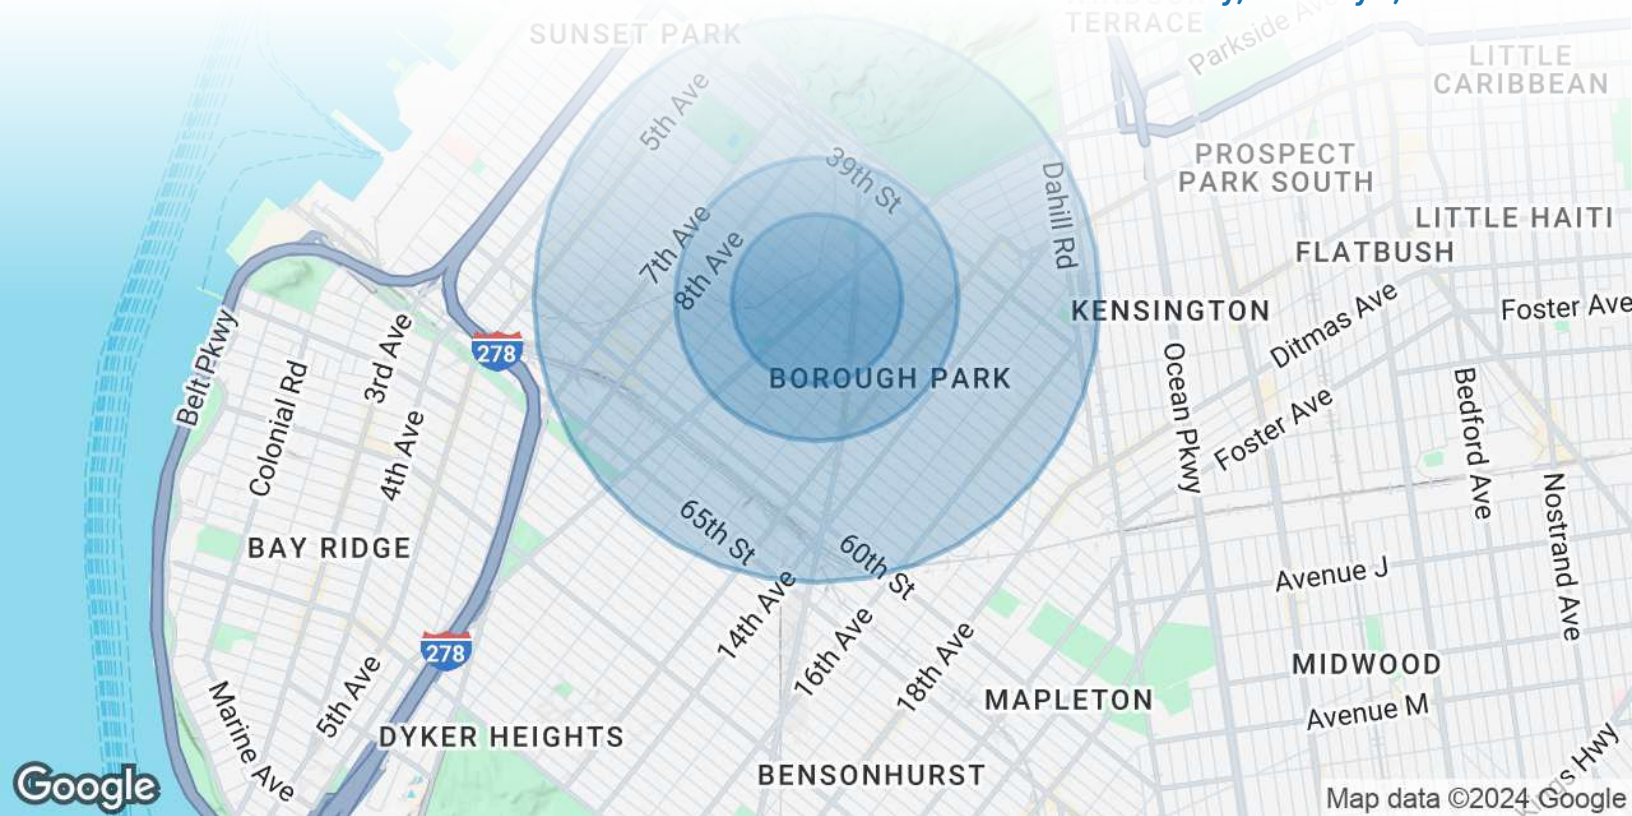 SUNSET PARK
TERRACE
Parkside Ave
LITTLE
CARIBBEAN
5th Ave
39th St
Dahill Rd
PROSPECT
PARK SOUTH
LITTLE HAITI
FLATBUSH
7th Ave
8th Ave
KENSINGTON
Ditmas Ave
Foster Ave
Belt Pkwy
3rd Ave
278
Colonial Rd
4th Ave
BOROUGH PARK
Ocean Pkwy
Foster Ave
Bedford Ave
Nostrand Ave
65th St
60th St
BAY RIDGE
Avenue J
14th Ave
16th Ave
18th Ave
278
MIDWOOD
MAPLETON
Avenue M
5th Ave
Marine Ave
DYKER HEIGHTS
BENSONHURST
Kings Hwy
Google
Map data ©2024 Google